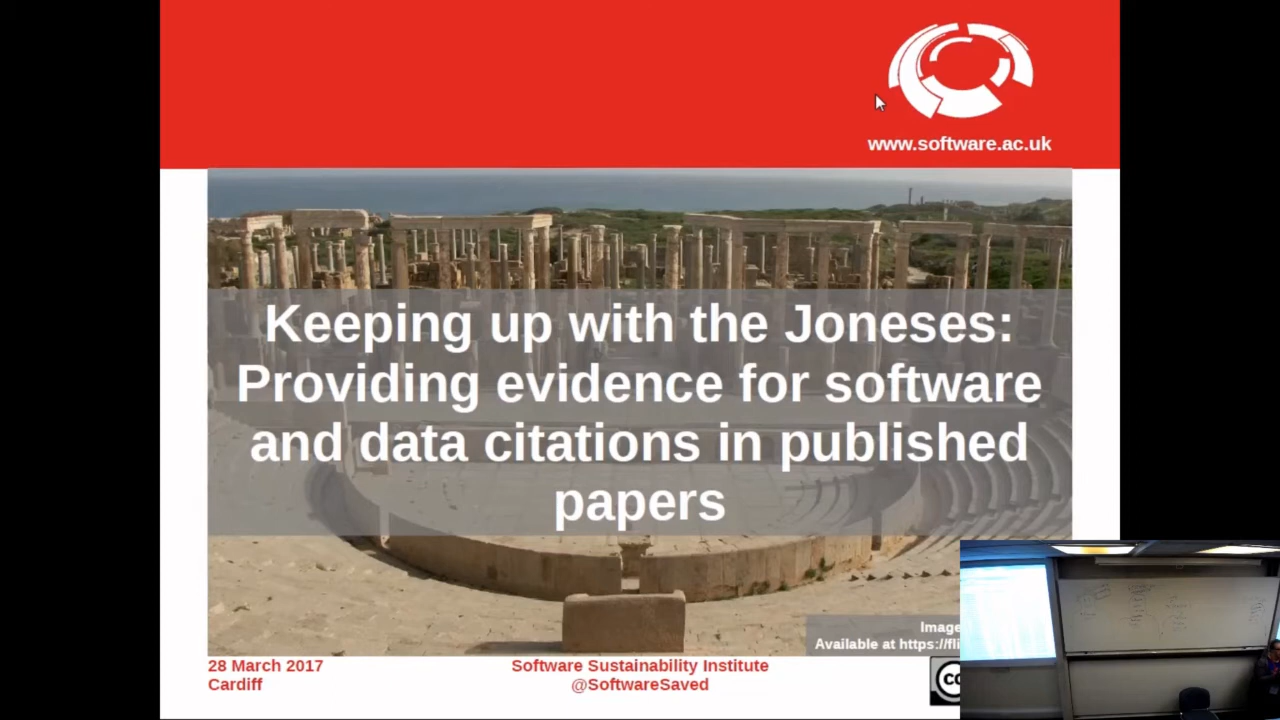 www.software.ac.uk
Keeping up with the Joneses:
Providing evidence for software
and data citations in published
papers
Image
Available at https://fli
28 March 2017
Cardiff
Software Sustainability Institute
@SoftwareSaved
cc